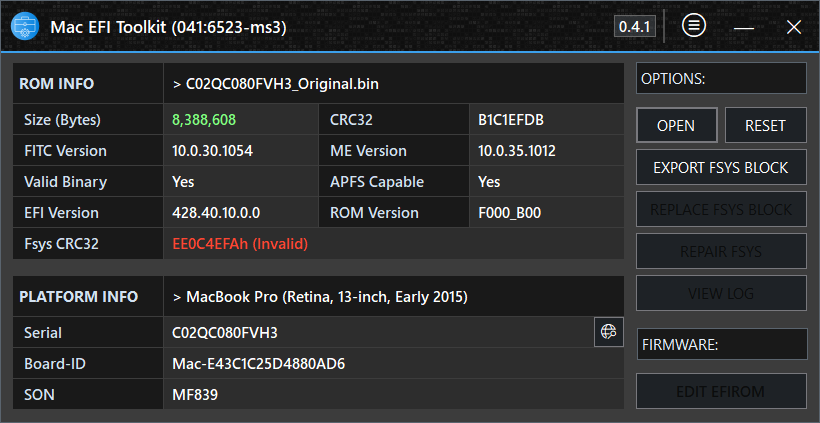 Mac EFI Toolkit (041:6523-ms3)
0.4.1
ROM INFO > C02QC080FVH3_Original.bin
Size (Bytes) 8,388,608 CRC32 B1C1EFDB
FITC Version 10.0.30.1054 ME Version 10.0.35.1012
Valid Binary Yes APFS Capable Yes
EFI Version 428.40.10.0.0 ROM Version F000_B00
Fsys CRC32 EE0C4EFAh (Invalid)
PLATFORM INFO > MacBook Pro (Retina, 13-inch, Early 2015)
Serial C02QC080FVH3
Board-ID Mac-E43C1C25D4880AD6
SON MF839
OPTIONS:
OPEN RESET
EXPORT FSYS BLOCK
REPLACE FSYS BLOCK
REPAIR FSYS
VIEW LOG
FIRMWARE:
EDIT EFIROM